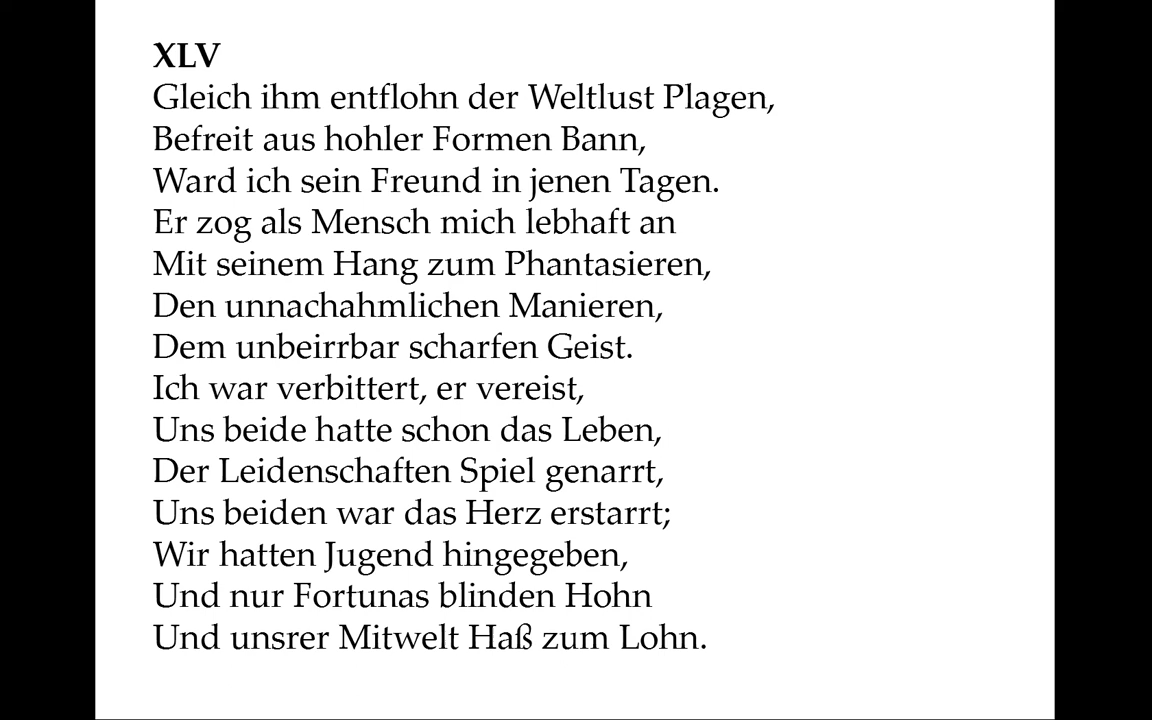 XLV
Gleich ihm entflohn der Weltlust Plagen,
Befreit aus hohler Formen Bann,
Ward ich sein Freund in jenen Tagen.
Er zog als Mensch mich lebhaft an
Mit seinem Hang zum Phantasieren,
Den unnachahmlichen Manieren,
Dem unbeirrbar scharfen Geist.
Ich war verbittert, er vereist,
Uns beide hatte schon das Leben,
Der Leidenschaften Spiel genarrt,
Uns beiden war das Herz erstarrt;
Wir hatten Jugend hingegeben,
Und nur Fortunas blinden Hohn
Und unsrer Mitwelt Haß zum Lohn.